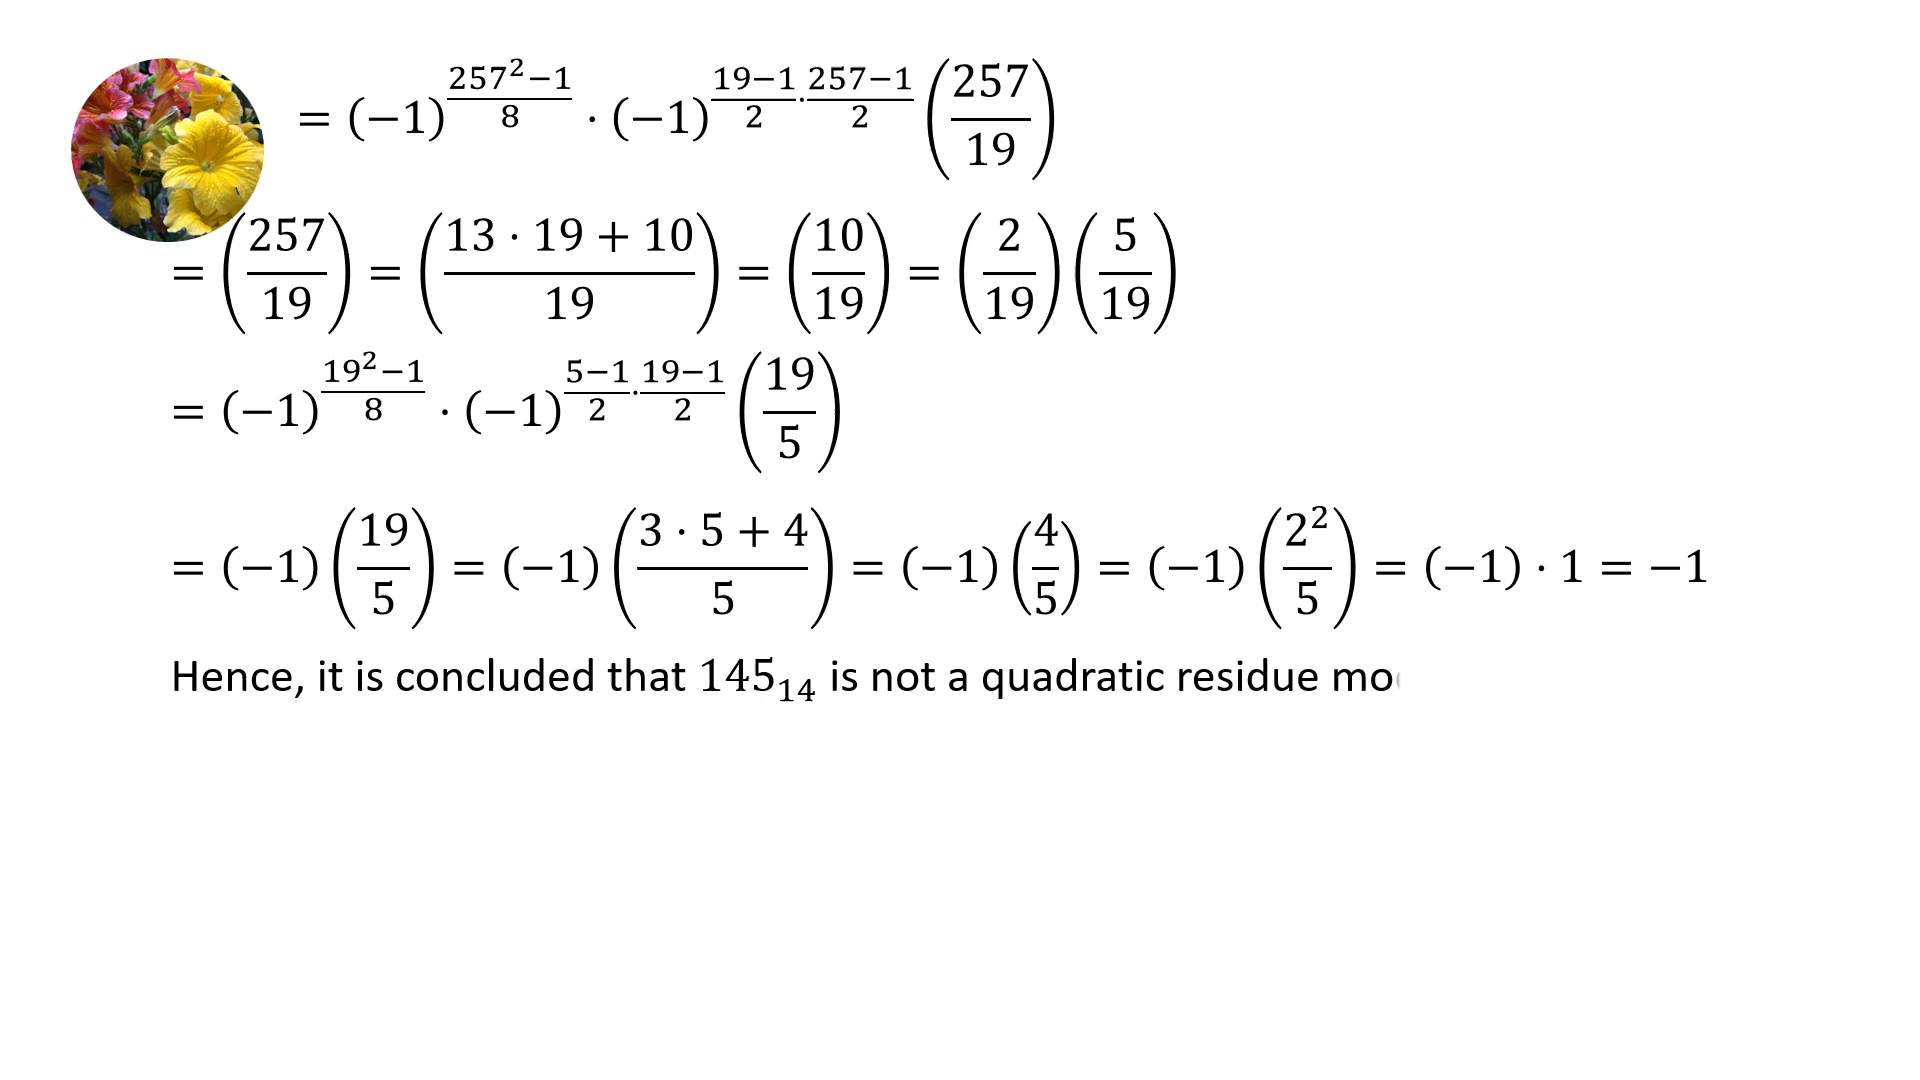 = (−1)^((257²−1)/8) · (−1)^((19−1)/2·(257−1)/2) (257/19)
= (257/19) = ((13 · 19 + 10)/19) = (10/19) = (2/19)(5/19)
= (−1)^((19²−1)/8) · (−1)^((5−1)/2·(19−1)/2) (19/5)
= (−1)(19/5) = (−1)((3 · 5 + 4)/5) = (−1)(4/5) = (−1)(2²/5) = (−1) · 1 = −1
Hence, it is concluded that 145₁₄ is not a quadratic residue